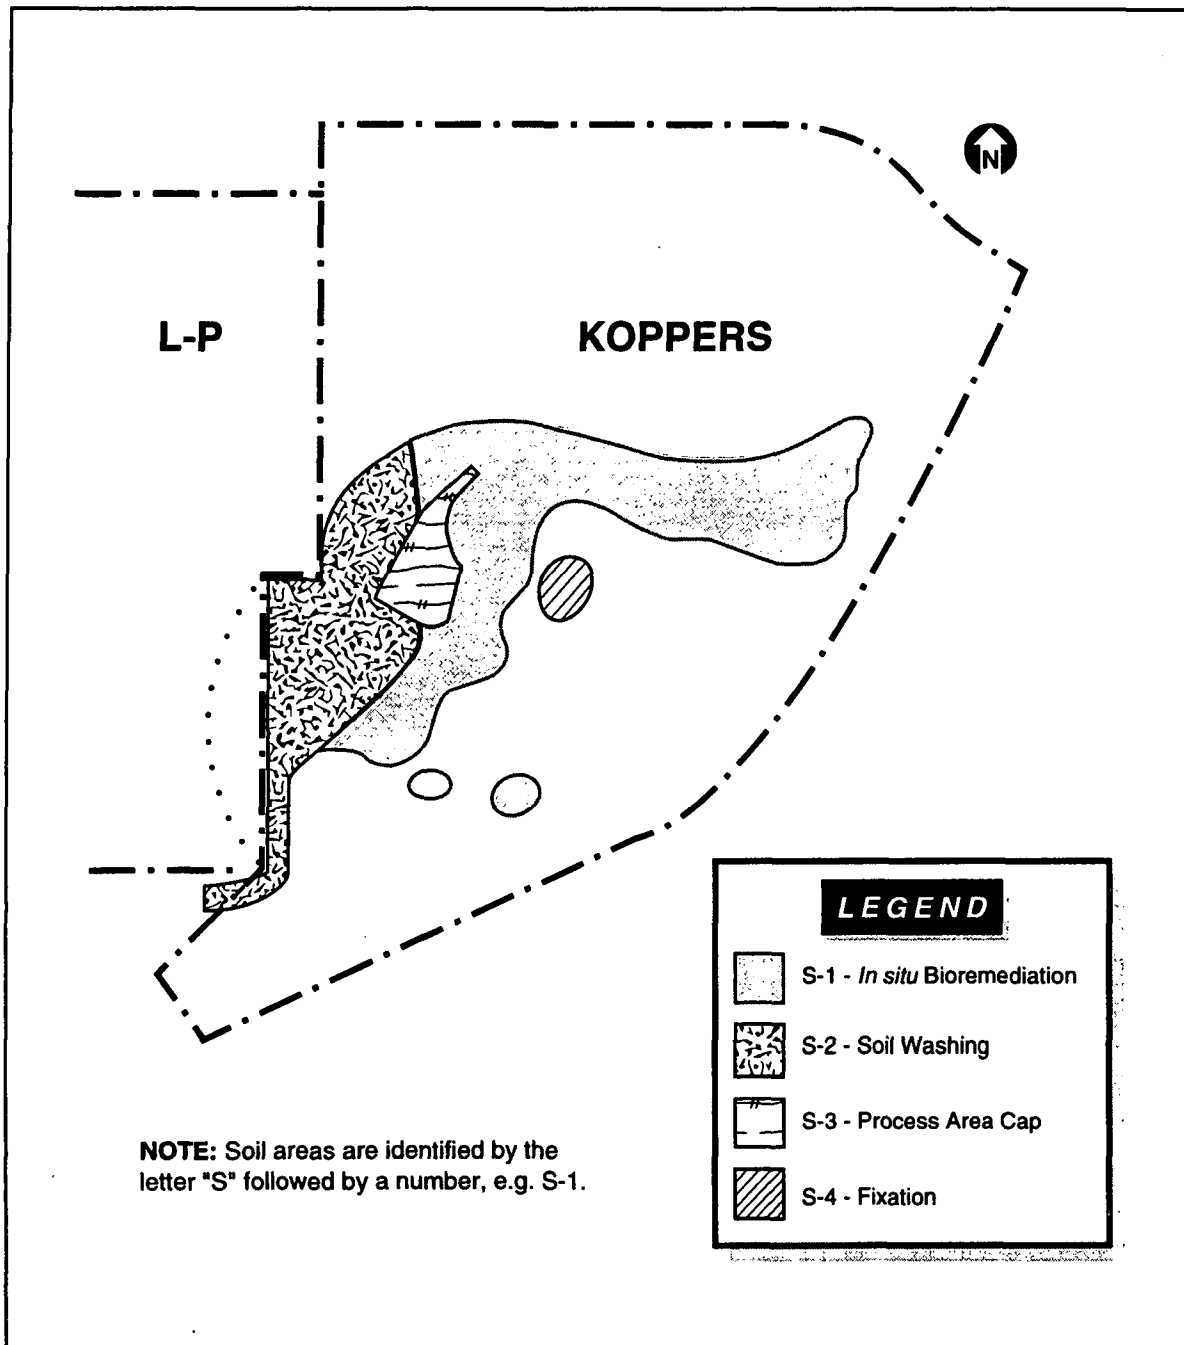 N
L-P
KOPPERS
LEGEND
S-1 - In situ Bioremediation
S-2 - Soil Washing
S-3 - Process Area Cap
S-4 - Fixation
NOTE: Soil areas are identified by the
letter "S" followed by a number, e.g. S-1.